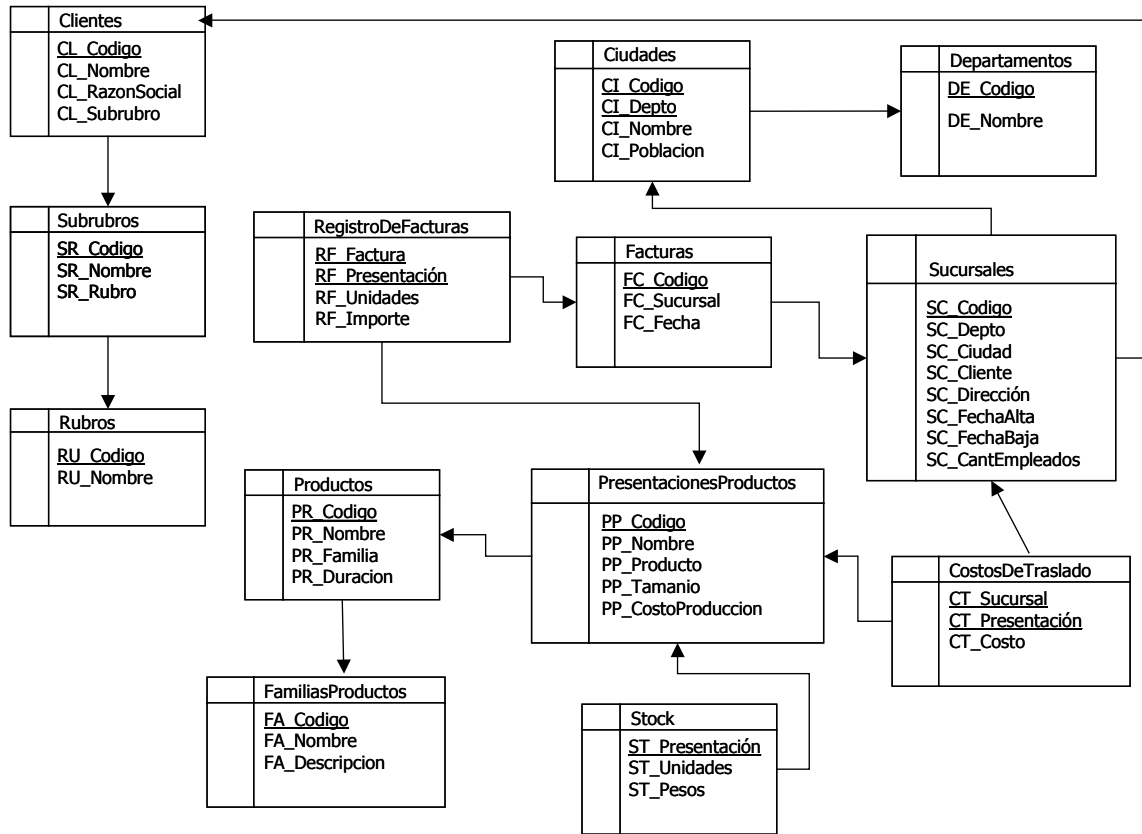 Clientes
CL_Codigo
CL_Nombre
CL_RazonSocial
CL_Subrubro
Ciudades
CI_Codigo
CI_Depto
CI_Nombre
CI_Poblacion
Departamentos
DE_Codigo
DE_Nombre
Subrubros
SR_Codigo
SR_Nombre
SR_Rubro
RegistroDeFacturas
RF_Factura
RF_Presentación
RF_Unidades
RF_Importe
Facturas
FC_Codigo
FC_Sucursal
FC_Fecha
Sucursales
SC_Codigo
SC_Depto
SC_Ciudad
SC_Cliente
SC_Dirección
SC_FechaAlta
SC_FechaBaja
SC_CantEmpleados
Rubros
RU_Codigo
RU_Nombre
Productos
PR_Codigo
PR_Nombre
PR_Familia
PR_Duracion
PresentacionesProductos
PP_Codigo
PP_Nombre
PP_Producto
PP_Tamanio
PP_CostoProduccion
CostosDeTraslado
CT_Sucursal
CT_Presentación
CT_Costo
FamiliasProductos
FA_Codigo
FA_Nombre
FA_Descripcion
Stock
ST_Presentación
ST_Unidades
ST_Pesos